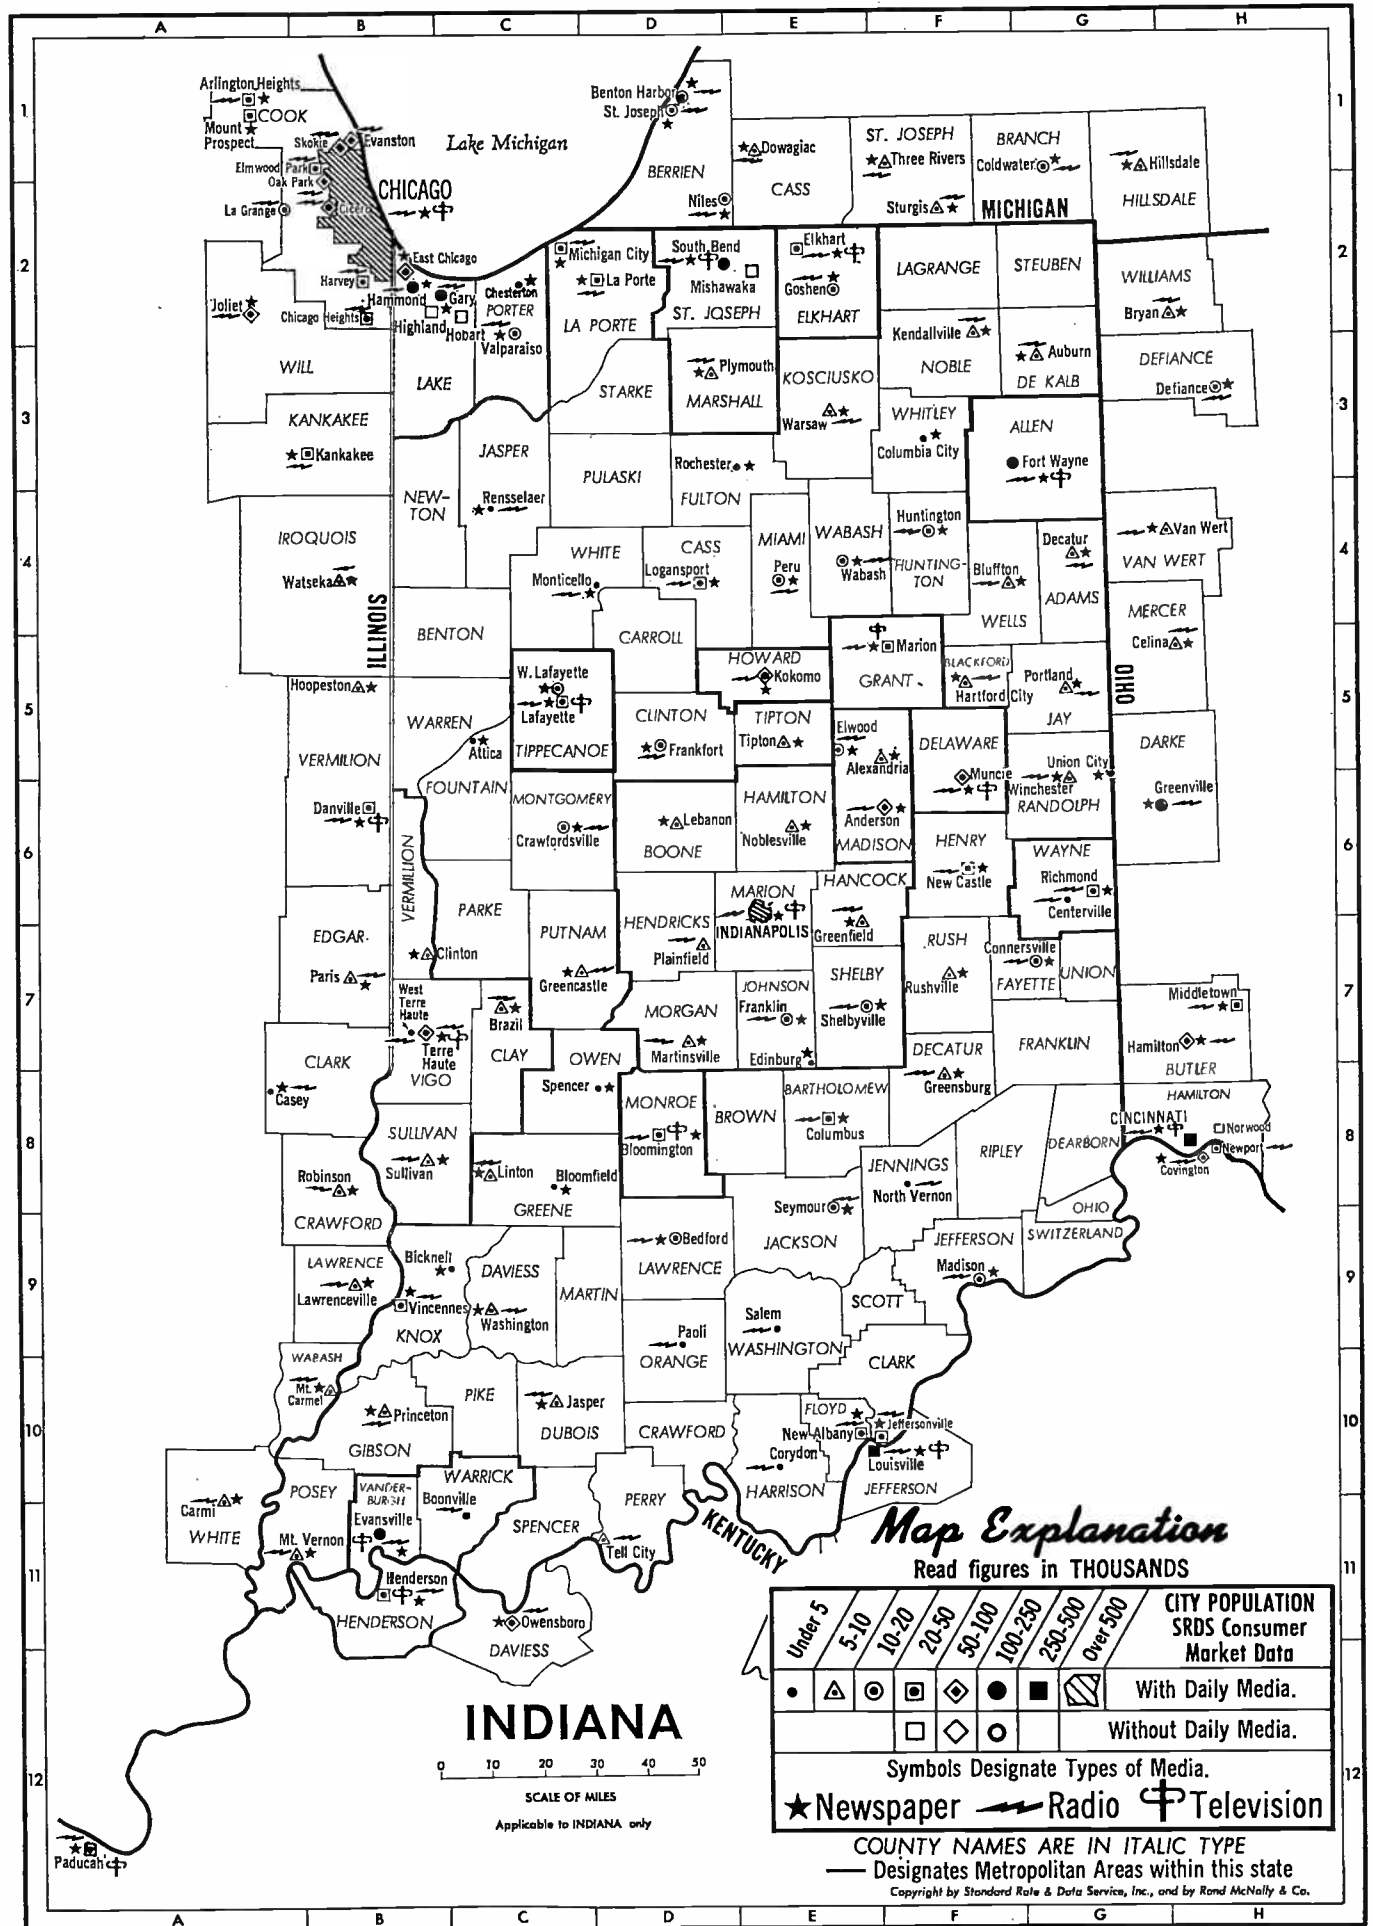 A B C D E F G H
1
Arlington Heights
COOK
Mount
Prospect
Skokie
Evanston
Elmwood Park
Oak Park
La Grange
Cicero
CHICAGO
Lake Michigan
Benton Harbor
St. Joseph
BERRIEN
Niles
Dowagiac
CASS
ST. JOSEPH
Three Rivers
Sturgis
BRANCH
Coldwater
MICHIGAN
Hillsdale
HILLSDALE
1
2
Joliet
WILL
Harvey
Chicago Heights
East Chicago
Hammond
Gary
Highland
Hobart
LAKE
Chesterton
PORTER
Valparaiso
Michigan City
La Porte
LA PORTE
South Bend
Mishawaka
ST. JOSEPH
Elkhart
Goshen
ELKHART
LAGRANGE
STEUBEN
WILLIAMS
Bryan
2
3
KANKAKEE
Kankakee
STARKE
Plymouth
MARSHALL
KOSCIUSKO
Warsaw
Kendallville
NOBLE
Auburn
DE KALB
DEFIANCE
Defiance
WHITLEY
Columbia City
ALLEN
Fort Wayne
3
JASPER
Rensselaer
NEW-
TON
PULASKI
Rochester
FULTON
4
IROQUOIS
Watseka
ILLINOIS
BENTON
WHITE
Monticello
CASS
Logansport
CARROLL
MIAMI
Peru
WABASH
Wabash
Huntington
HUNTING-
TON
Bluffton
WELLS
Decatur
ADAMS
Van Wert
VAN WERT
MERCER
Celina
OHIO
4
5
Hoopeston
VERMILION
Danville
WARREN
Attica
FOUNTAIN
W. Lafayette
Lafayette
TIPPECANOE
CLINTON
Frankfort
HOWARD
Kokomo
TIPTON
Tipton
Marion
GRANT
BLACKFORD
Hartford City
Portland
JAY
Elwood
Alexandria
Anderson
MADISON
DELAWARE
Muncie
Union City
Winchester
RANDOLPH
DARKE
Greenville
5
6
VERMILLION
MONTGOMERY
Crawfordsville
Lebanon
BOONE
HAMILTON
Noblesville
HENRY
New Castle
WAYNE
Richmond
Centerville
6
EDGAR
Paris
Clinton
PARKE
PUTNAM
Greencastle
HENDRICKS
Plainfield
MARION
INDIANAPOLIS
HANCOCK
Greenfield
RUSH
Rushville
Connersville
FAYETTE
UNION
7
CLARK
Casey
West
Terre
Haute
Terre
Haute
VIGO
Brazil
CLAY
OWEN
Spencer
MORGAN
Martinsville
JOHNSON
Franklin
Edinburg
SHELBY
Shelbyville
DECATUR
Greensburg
FRANKLIN
Middletown
Hamilton
BUTLER
7
8
SULLIVAN
Sullivan
Robinson
CRAWFORD
Linton
Bloomfield
GREENE
MONROE
Bloomington
BROWN
BARTHOLOMEW
Columbus
JENNINGS
North Vernon
RIPLEY
DEARBORN
OHIO
SWITZERLAND
HAMILTON
CINCINNATI
Norwood
Newport
Covington
8
9
LAWRENCE
Lawrenceville
Bicknell
Vincennes
KNOX
DAVIESS
Washington
MARTIN
Bedford
LAWRENCE
Seymour
JACKSON
JEFFERSON
Madison
SCOTT
9
Paoli
ORANGE
Salem
WASHINGTON
CLARK
10
WABASH
Mt.
Carmel
Princeton
GIBSON
PIKE
Jasper
DUBOIS
CRAWFORD
FLOYD
New Albany
Jeffersonville
Louisville
JEFFERSON
Corydon
HARRISON
KENTUCKY
10
11
Carmi
WHITE
POSEY
Mt. Vernon
VANDER-
BURGH
Evansville
WARRICK
Boonville
SPENCER
PERRY
Tell City
Henderson
HENDERSON
Owensboro
DAVIESS
11
Map Explanation
Read figures in THOUSANDS
Under 5
5-10
10-20
20-50
50-100
100-250
250-500
Over 500
CITY POPULATION
SRDS Consumer
Market Data
With Daily Media.
Without Daily Media.
Symbols Designate Types of Media.
Newspaper Radio Television
COUNTY NAMES ARE IN ITALIC TYPE
Designates Metropolitan Areas within this state
Copyright by Standard Rate & Data Service, Inc., and by Rand McNally & Co.
INDIANA
0 10 20 30 40 50
SCALE OF MILES
Applicable to INDIANA only
12
12
Paducah
A B C D E F G H